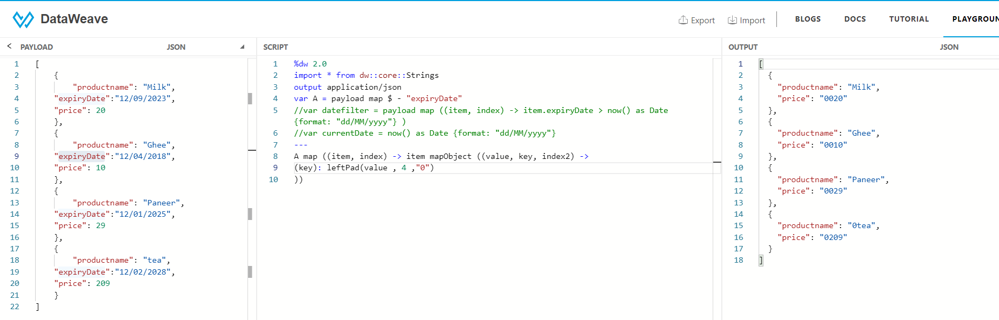 DataWeave
Export Import BLOGS DOCS TUTORIAL PLAYGROUN
< PAYLOAD JSON
1 [
2 {
3 "productname": "Milk",
4 "expiryDate":"12/09/2023",
5 "price": 20
6 },
7 {
8 "productname": "Ghee",
9 "expiryDate":"12/04/2018",
10 "price": 10
11 },
12 {
13 "productname": "Paneer",
14 "expiryDate":"12/01/2025",
15 "price": 29
16 },
17 {
18 "productname": "tea",
19 "expiryDate":"12/02/2028",
20 "price": 209
21 }
22 ]
SCRIPT
1 %dw 2.0
2 import * from dw::core::Strings
3 output application/json
4 var A = payload map $ - "expiryDate"
5 //var datefilter = payload map ((item, index) -> item.expiryDate > now() as Date
{format: "dd/MM/yyyy"} )
6 //var currentDate = now() as Date {format: "dd/MM/yyyy"}
7 ---
8 A map ((item, index) -> item mapObject ((value, key, index2) ->
9 (key): leftPad(value , 4 ,"0")
10 ))
OUTPUT JSON
1 [
2 {
3 "productname": "Milk",
4 "price": "0020"
5 },
6 {
7 "productname": "Ghee",
8 "price": "0010"
9 },
10 {
11 "productname": "Paneer",
12 "price": "0029"
13 },
14 {
15 "productname": "0tea",
16 "price": "0209"
17 }
18 ]